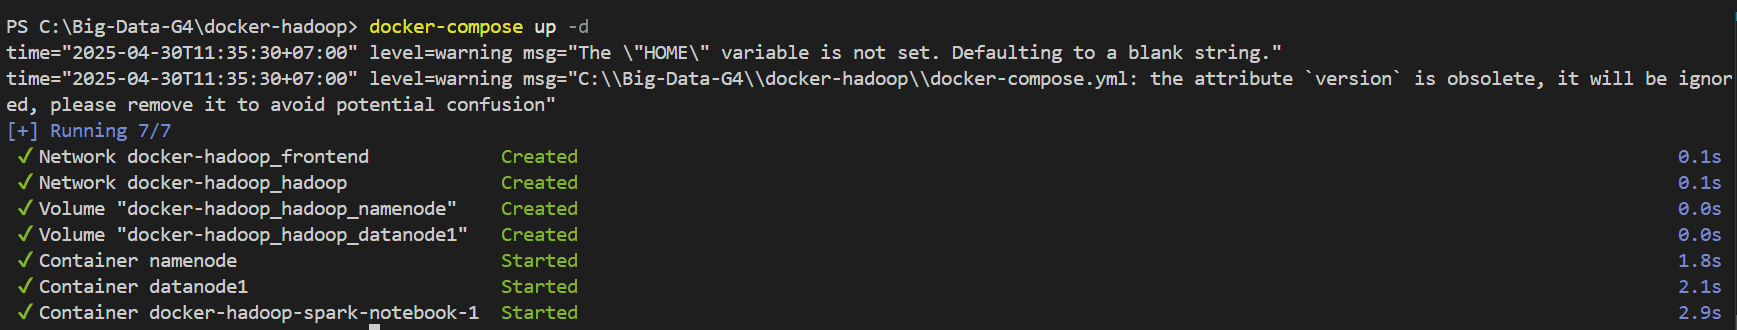 PS C:\Big-Data-G4\docker-hadoop> docker-compose up -d
time="2025-04-30T11:35:30+07:00" level=warning msg="The \"HOME\" variable is not set. Defaulting to a blank string."
time="2025-04-30T11:35:30+07:00" level=warning msg="C:\\Big-Data-G4\\docker-hadoop\\docker-compose.yml: the attribute `version` is obsolete, it will be ignor
ed, please remove it to avoid potential confusion"
[+] Running 7/7
✓ Network docker-hadoop_frontend Created 0.1s
✓ Network docker-hadoop_hadoop Created 0.1s
✓ Volume "docker-hadoop_hadoop_namenode" Created 0.0s
✓ Volume "docker-hadoop_hadoop_datanode1" Created 0.0s
✓ Container namenode Started 1.8s
✓ Container datanode1 Started 2.1s
✓ Container docker-hadoop-spark-notebook-1 Started 2.9s